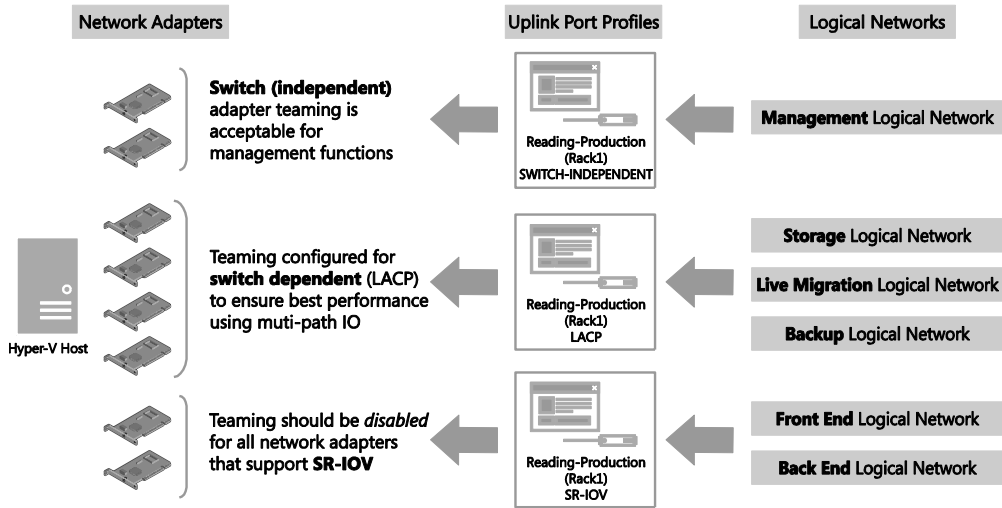 Network Adapters
Uplink Port Profiles
Logical Networks
Switch (independent)
adapter teaming is
acceptable for
management functions
Reading-Production
(Rack1)
SWITCH-INDEPENDENT
Management Logical Network
Hyper-V Host
Teaming configured for
switch dependent (LACP)
to ensure best performance
using muti-path IO
Reading-Production
(Rack1)
LACP
Storage Logical Network
Live Migration Logical Network
Backup Logical Network
Teaming should be disabled
for all network adapters
that support SR-IOV
Reading-Production
(Rack1)
SR-IOV
Front End Logical Network
Back End Logical Network